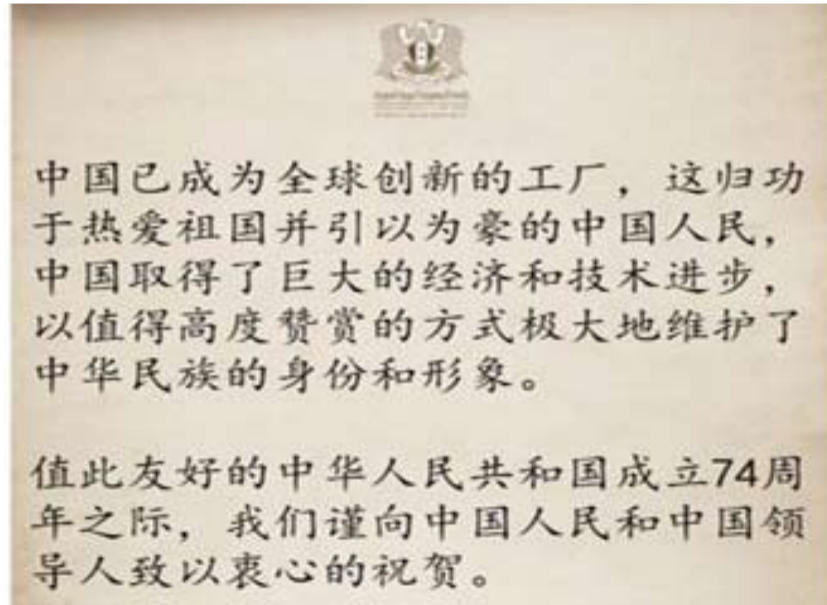 中国已成为全球创新的工厂，这归功
于热爱祖国并引以为豪的中国人民，
中国取得了巨大的经济和技术进步，
以值得高度赞赏的方式极大地维护了
中华民族的身份和形象。
值此友好的中华人民共和国成立74周
年之际，我们谨向中国人民和中国领
导人致以衷心的祝贺。